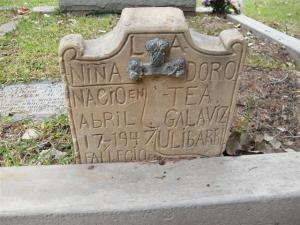 LA
NIÑA DORO
NACIO EN TEA
ABRIL GALAVIZ
17-1947 ULIBARRI
FALLECIO